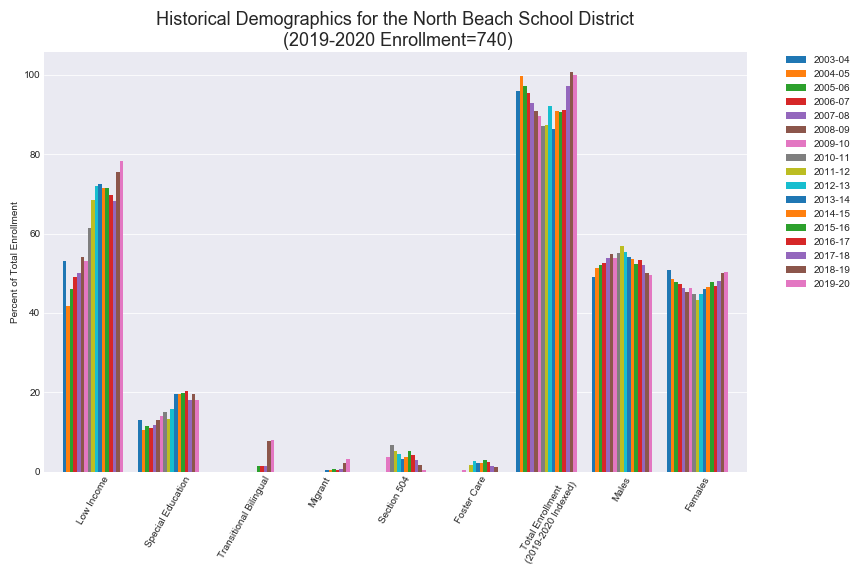 Historical Demographics for the North Beach School District
(2019-2020 Enrollment=740)
Percent of Total Enrollment
100
80
60
40
20
0
Low Income
Special Education
Transitional Bilingual
Migrant
Section 504
Foster Care
Total Enrollment
(2019-2020 Indexed)
Males
Females
2003-04
2004-05
2005-06
2006-07
2007-08
2008-09
2009-10
2010-11
2011-12
2012-13
2013-14
2014-15
2015-16
2016-17
2017-18
2018-19
2019-20